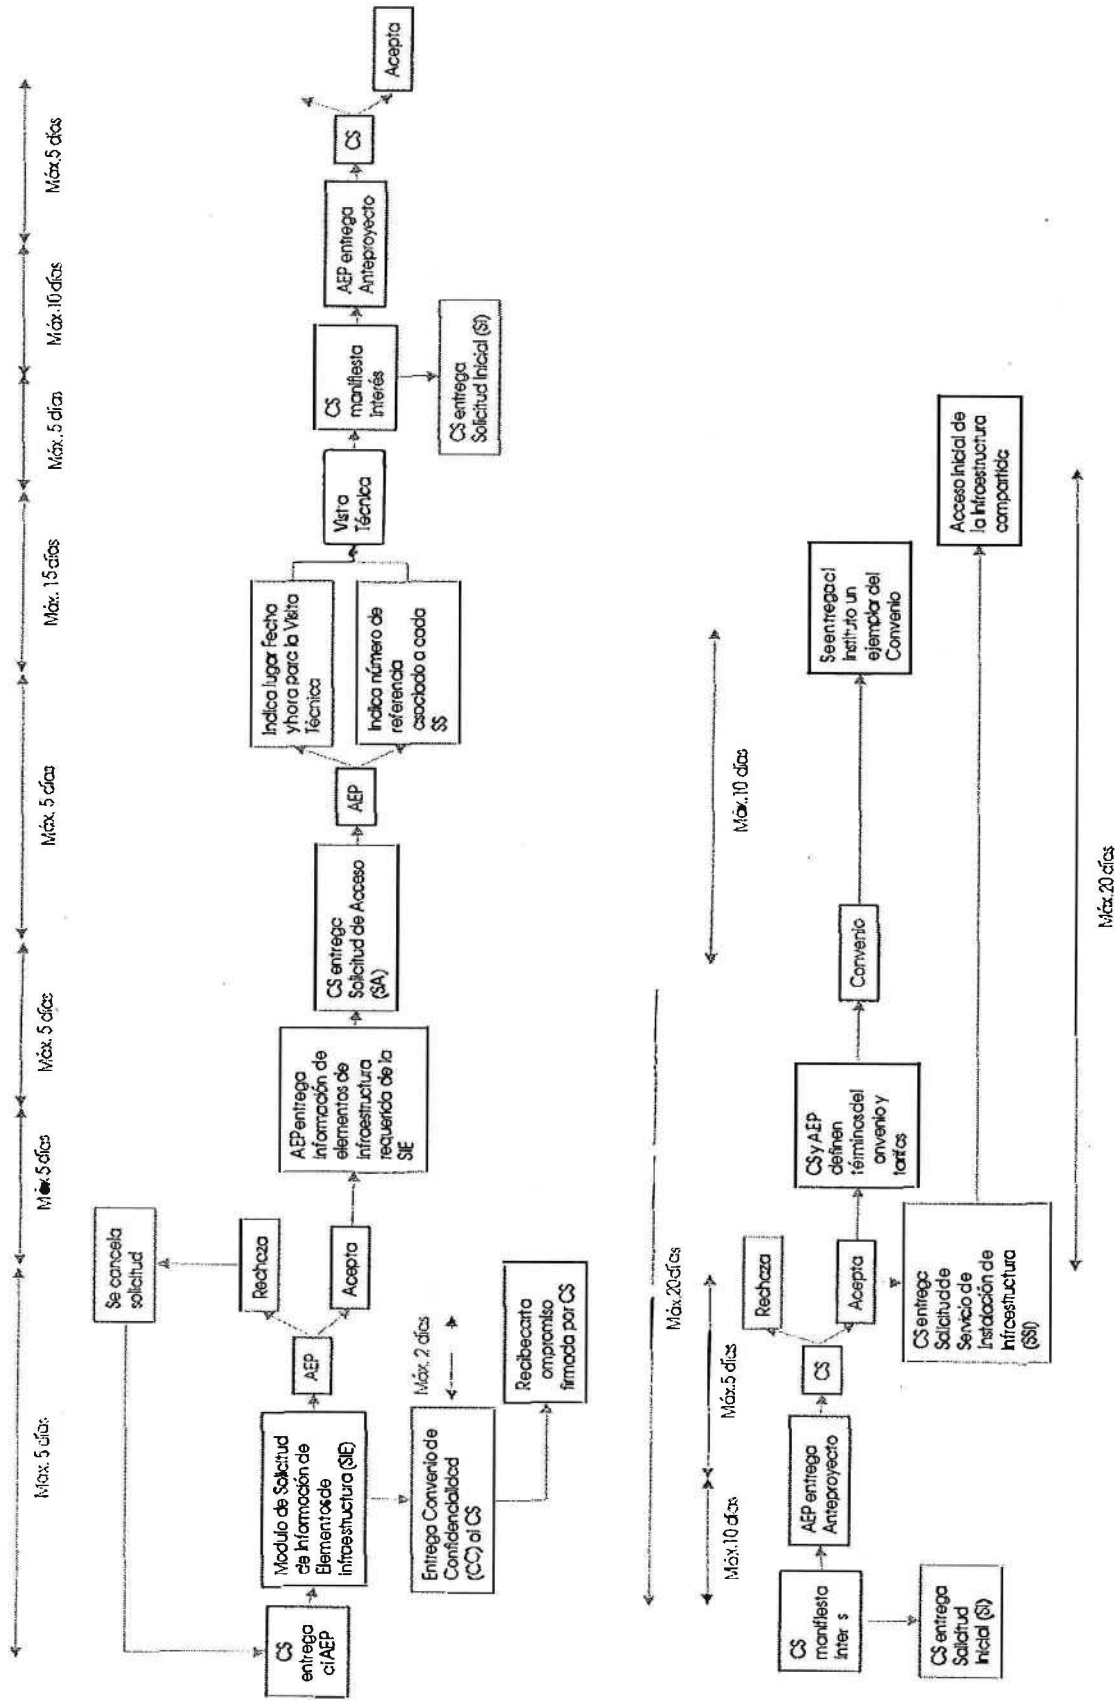 Máx. 5 días
Máx. 5 días
Máx. 5 días
Máx. 5 días
Máx. 15 días
Máx. 5 días
Máx. 10 días
Máx. 5 días
Se cancela
solicitud
CS
entrega
al AEP
Modulo de Solicitud
de Información de
Elementos de
Infraestructura (SIE)
AEP
Rechaza
Acepta
Entrega Convenio de
Confidencialidad
(CC) al CS
Máx. 2 días
Recibe carta
ompromiso
firmada por CS
AEP entrega
Información de
elementos de
Infraestructura
requerida de la
SIE
CS entrega
Solicitud de Acceso
(SA)
AEP
Indica lugar Fecha
y hora para la Visita
Técnica
Indica número de
referencia
asociado a cada
SS
Vista
Técnica
CS
manifiesta
Interés
CS entrega
Solicitud Inicial (SI)
AEP entrega
Anteproyecto
CS
Acepta
Máx. 20 días
Máx. 10 días
Máx. 5 días
Máx. 10 días
CS
manifiesta
Inter s
CS entrega
Solicitud
Inicial (SI)
AEP entrega
Anteproyecto
CS
Rechaza
Acepta
CS entrega
Solicitud de
Servicio de
Instalación de
Infraestructura
(SSI)
CS y AEP
definen
términos del
onvenio y
tarifas
Convenio
Se entrega al
Instituto un
ejemplar del
Convenio
Acceso Inicial de
la Infraestructura
compartida
Máx. 20 días